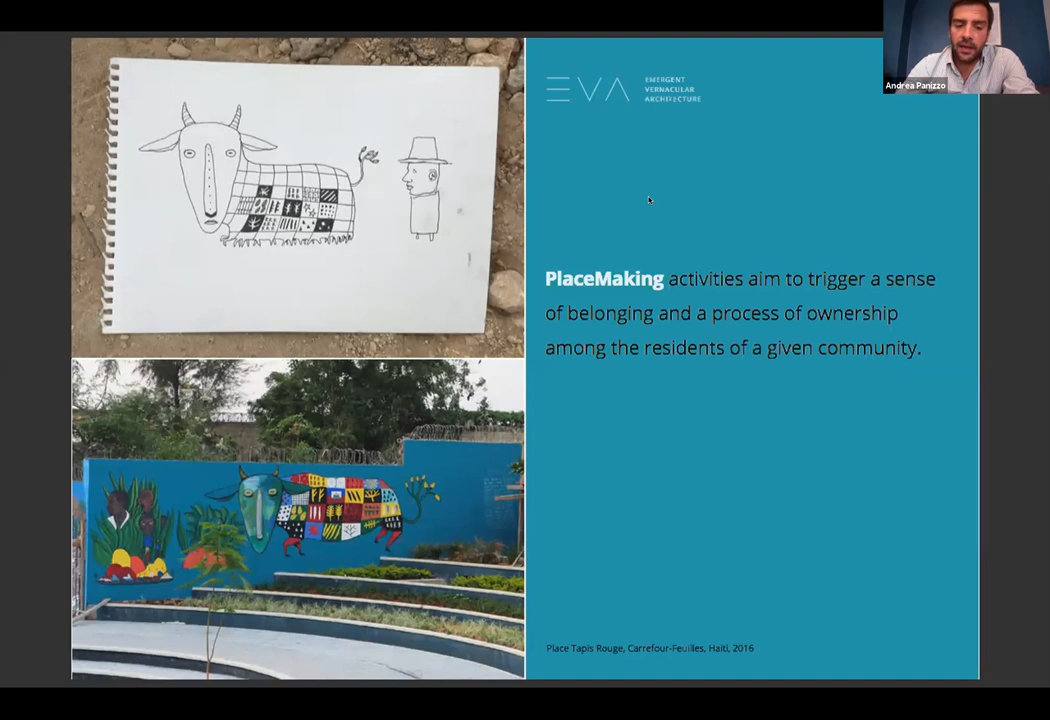 Andrea Panizzo
EVA
EMERGENT
VERNACULAR
ARCHITECTURE
PlaceMaking activities aim to trigger a sense
of belonging and a process of ownership
among the residents of a given community.
Place Tapis Rouge, Carrefour-Feuilles, Haiti, 2016